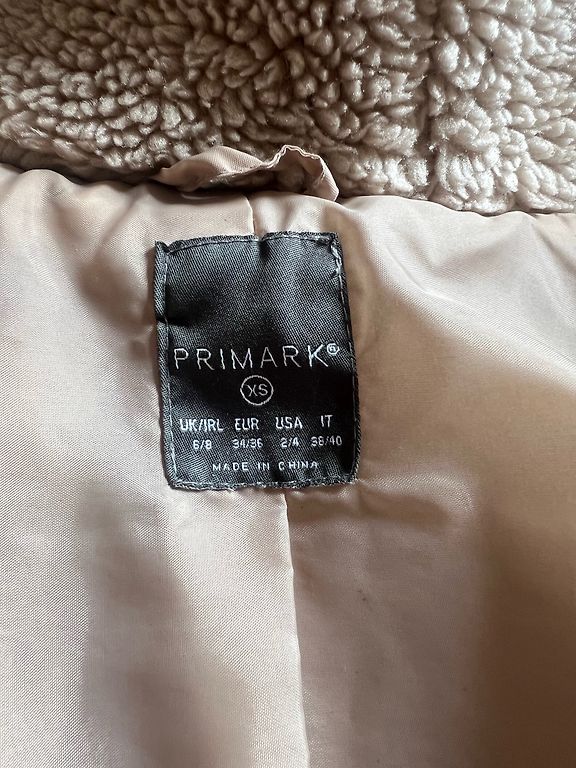 PRIMARK®
XS
UK/IRL EUR USA IT
6/8 34/36 2/4 38/40
MADE IN CHINA